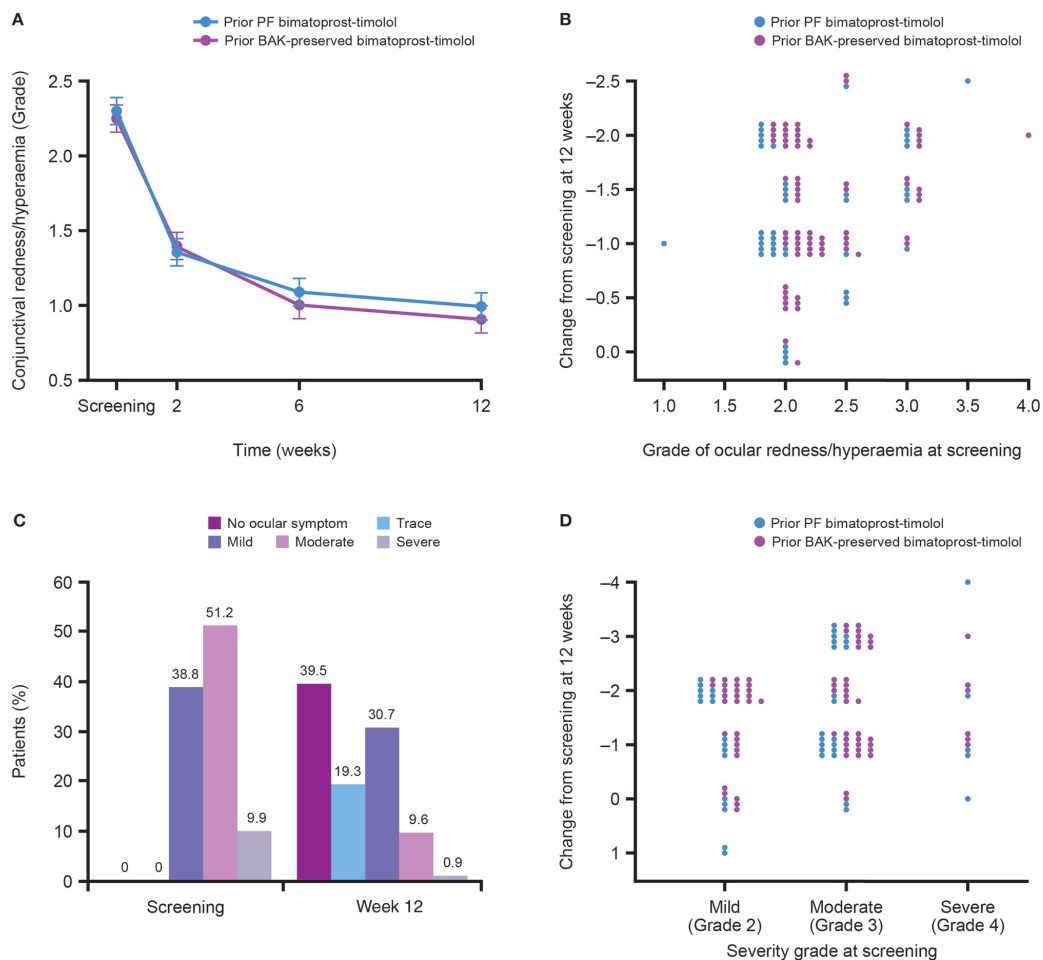 A
Prior PF bimatoprost-timolol
Prior BAK-preserved bimatoprost-timolol
Conjunctival redness/hyperaemia (Grade)
2.5
2.0
1.5
1.0
0.5
Screening 2 6 12
Time (weeks)
B
Prior PF bimatoprost-timolol
Prior BAK-preserved bimatoprost-timolol
Change from screening at 12 weeks
–2.5
–2.0
–1.5
–1.0
–0.5
0.0
1.0 1.5 2.0 2.5 3.0 3.5 4.0
Grade of ocular redness/hyperaemia at screening
C
No ocular symptom Trace
Mild Moderate Severe
Patients (%)
60
50
40
30
20
10
0
0 0 38.8 51.2 9.9
39.5 19.3 30.7 9.6 0.9
Screening Week 12
D
Prior PF bimatoprost-timolol
Prior BAK-preserved bimatoprost-timolol
Change from screening at 12 weeks
–4
–3
–2
–1
0
1
Mild Moderate Severe
(Grade 2) (Grade 3) (Grade 4)
Severity grade at screening